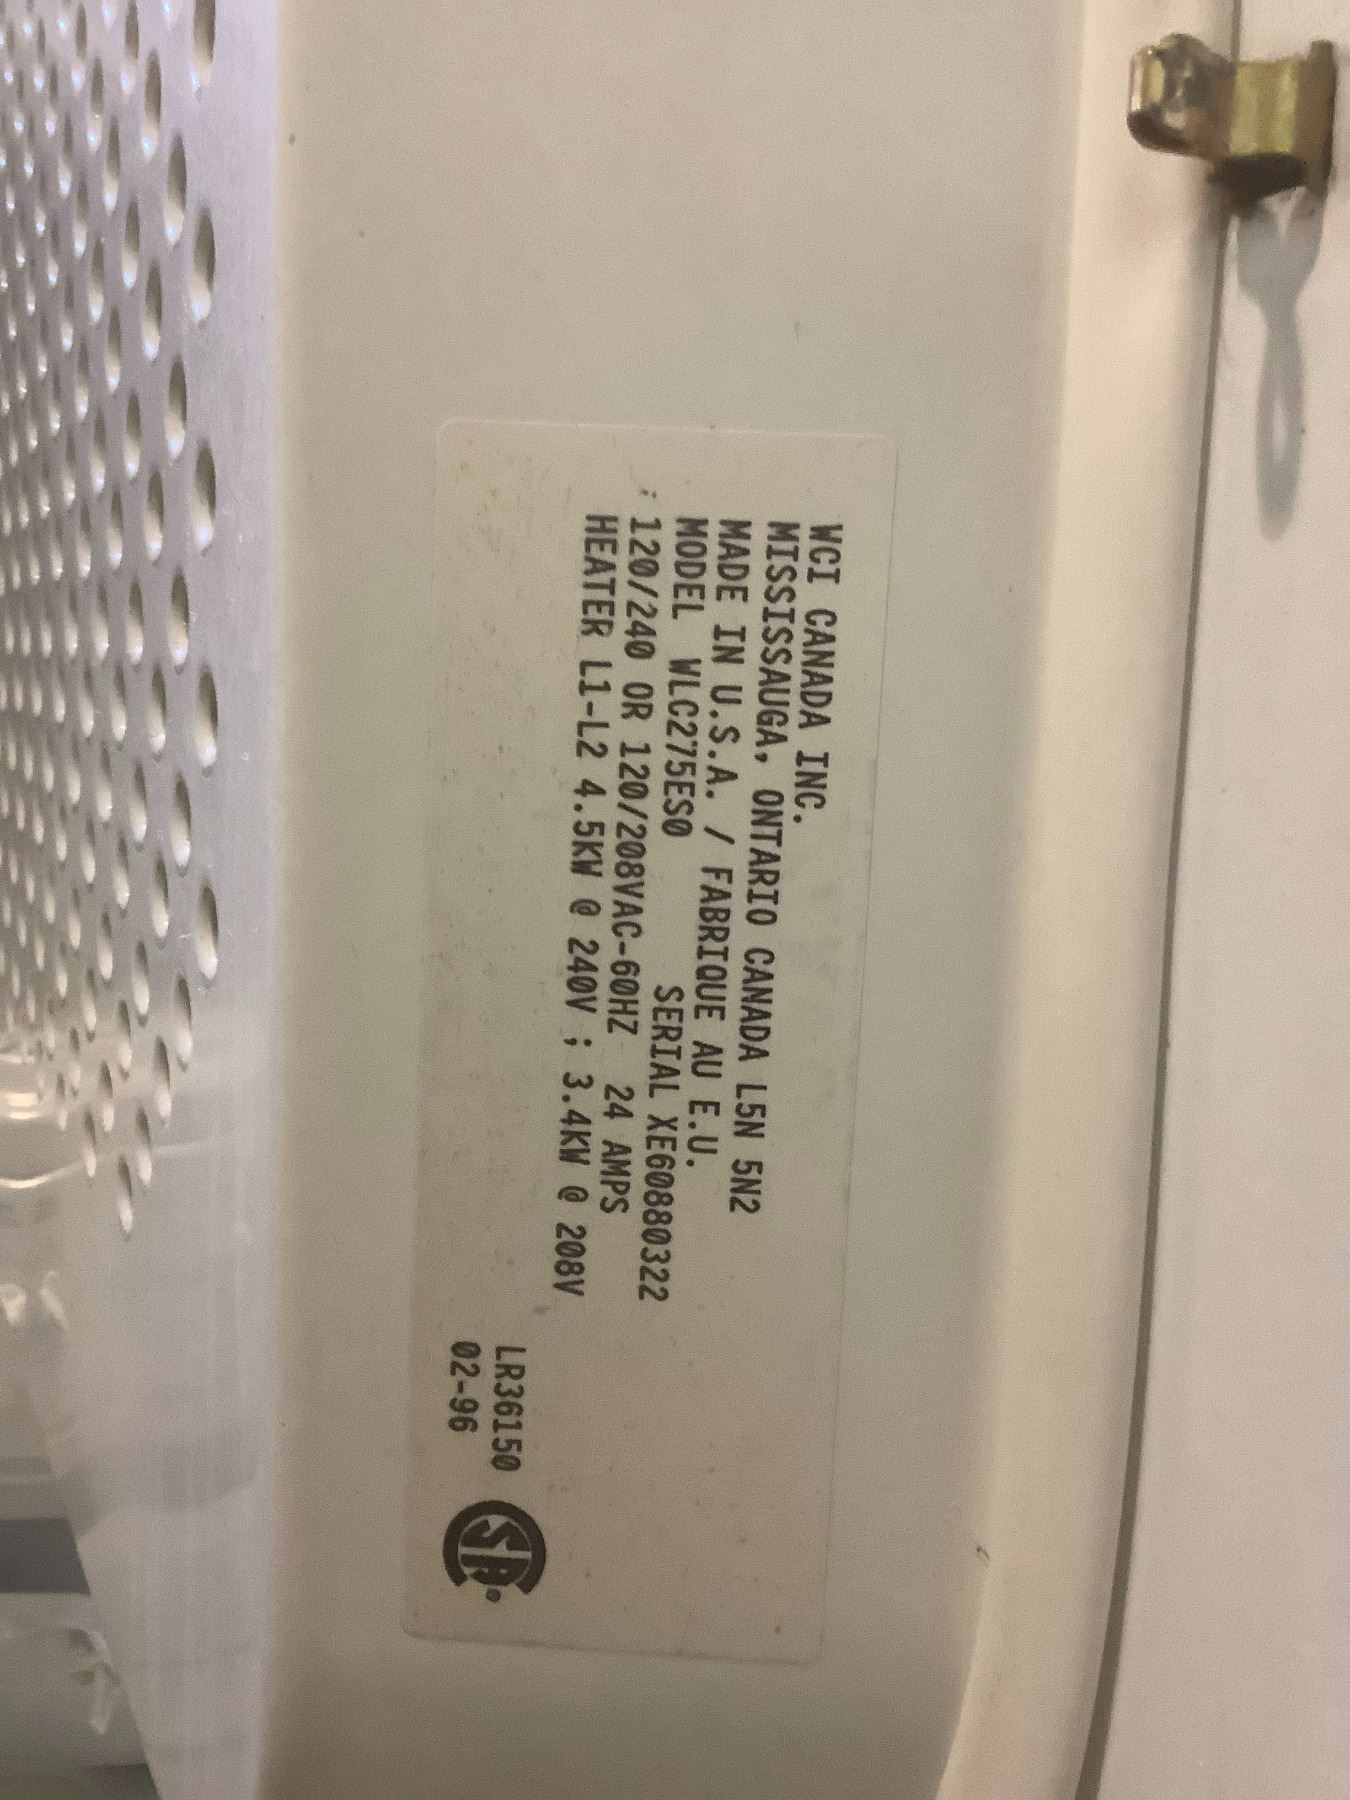 WCI CANADA INC.
MISSISSAUGA, ONTARIO CANADA L5N 5N2
MADE IN U.S.A. / FABRIQUE AU E.U.
MODEL WLC275ES0 SERIAL XE60880322
120/240 OR 120/208VAC-60HZ 24 AMPS
HEATER L1-L2 4.5KW @ 240V ; 3.4KW @ 208V
LR36150
02-96
SA®